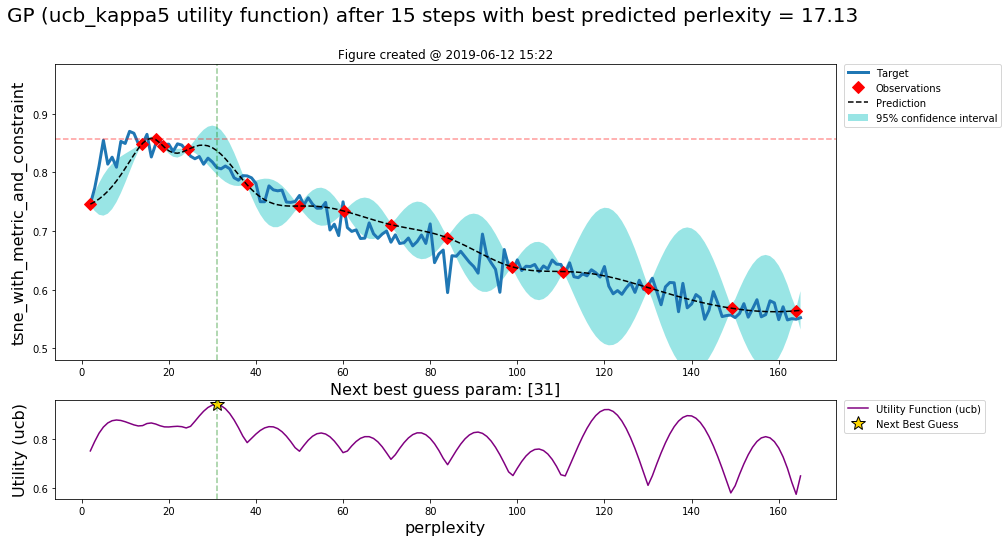 GP (ucb_kappa5 utility function) after 15 steps with best predicted perlexity = 17.13
Figure created @ 2019-06-12 15:22
tsne_with_metric_and_constraint
0.9
0.8
0.7
0.6
0.5
0 20 40 60 80 100 120 140 160
Target
Observations
Prediction
95% confidence interval
Next best guess param: [31]
Utility (ucb)
0.8
0.6
0 20 40 60 80 100 120 140 160
perplexity
Utility Function (ucb)
Next Best Guess